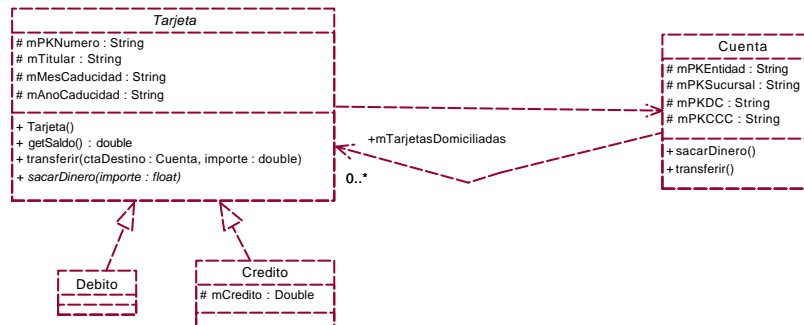 Tarjeta
# mPKNumero : String
# mTitular : String
# mMesCaducidad : String
# mAnoCaducidad : String
+ Tarjeta()
+ getSaldo() : double
+ transferir(ctaDestino : Cuenta, importe : double)
+ sacarDinero(importe : float)
Cuenta
# mPKEntidad : String
# mPKSucursal : String
# mPKDC : String
# mPKCCC : String
+ sacarDinero()
+ transferir()
+mTarjetasDomiciliadas
0..*
Debito
Credito
# mCredito : Double